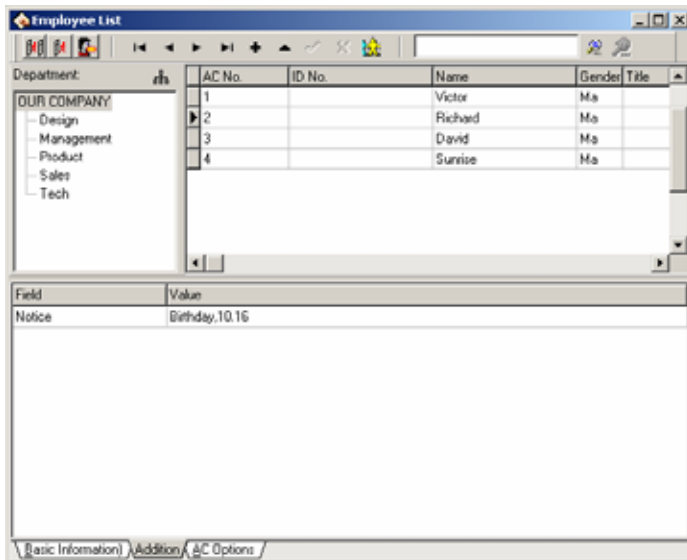 Employee List
Department:
OUR COMPANY
Design
Management
Product
Sales
Tech
AC No. ID No. Name Gender Title
1 Victor Ma
2 Richard Ma
3 David Ma
4 Sunrise Ma
Field Value
Notice Birthday,10.16
Basic Information) Addition AC Options